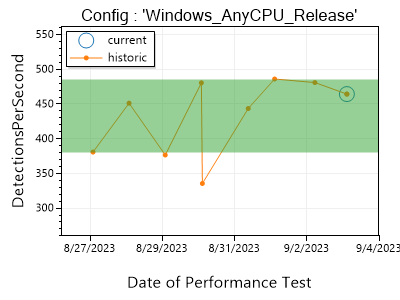 Config : 'Windows_AnyCPU_Release'
current
historic
DetectionsPerSecond
550
500
450
400
350
300
8/27/2023
8/29/2023
8/31/2023
9/2/2023
9/4/2023
Date of Performance Test